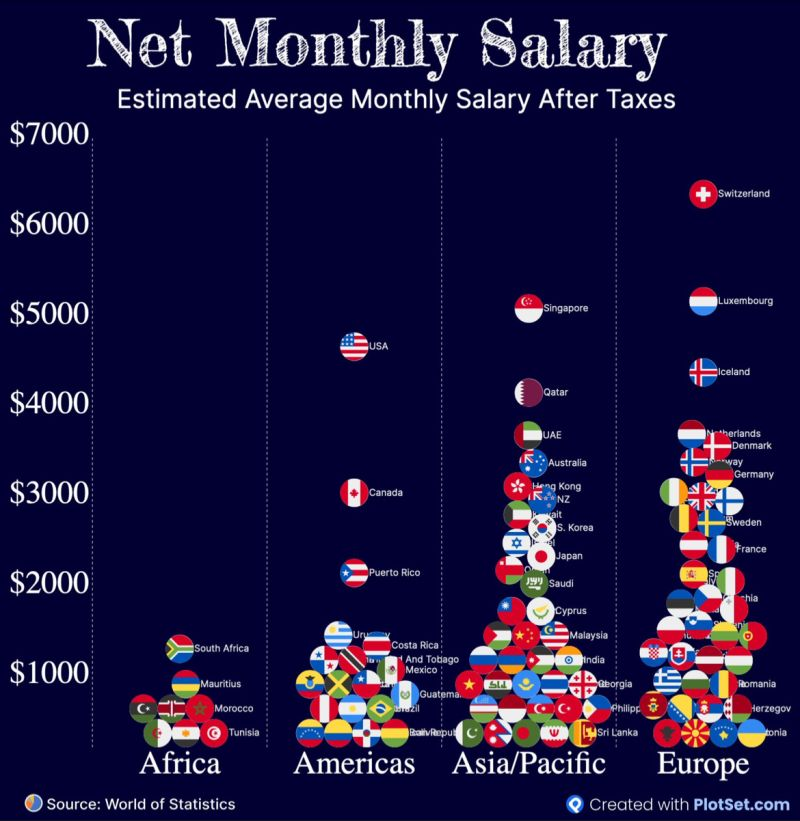 Net Monthly Salary
Estimated Average Monthly Salary After Taxes
$7000
$6000
$5000
$4000
$3000
$2000
$1000
South Africa
Mauritius
Morocco
Tunisia
USA
Canada
Puerto Rico
Costa Rica
And Tobago
Mexico
Singapore
Qatar
UAE
Australia
Hong Kong
NZ
S. Korea
Japan
Saudi
Cyprus
Malaysia
India
Sri Lanka
Switzerland
Luxembourg
Iceland
Netherlands
Denmark
Norway
Germany
Sweden
France
Africa
Americas
Asia/Pacific
Europe
Source: World of Statistics
Created with PlotSet.com